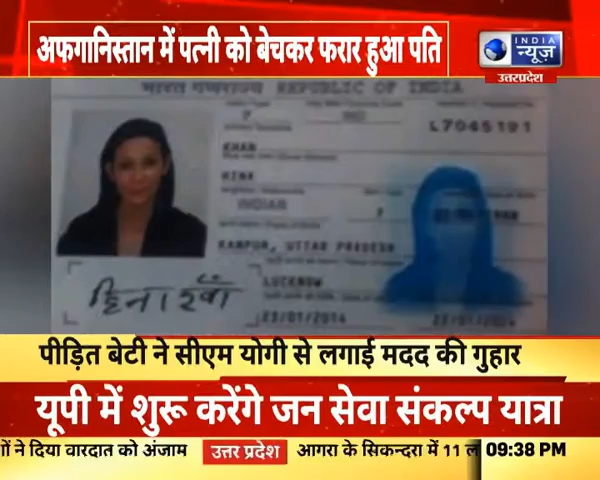 अफगानिस्तान में पत्नी को बेचकर फरार हुआ पति
INDIA
न्यूज़
उत्तरप्रदेश
भारत गणराज्य REPUBLIC OF INDIA
L7045191
KHAN
HINA
INDIAN
F
KANPUR, UTTAR PRADESH
LUCKNOW
23/01/2014
हिना खाँ
पीड़ित बेटी ने सीएम योगी से लगाई मदद की गुहार
यूपी में शुरू करेंगे जन सेवा संकल्प यात्रा
ों ने दिया वारदात को अंजाम उत्तर प्रदेश आगरा के सिकन्दरा में 11 ल 09:38 PM